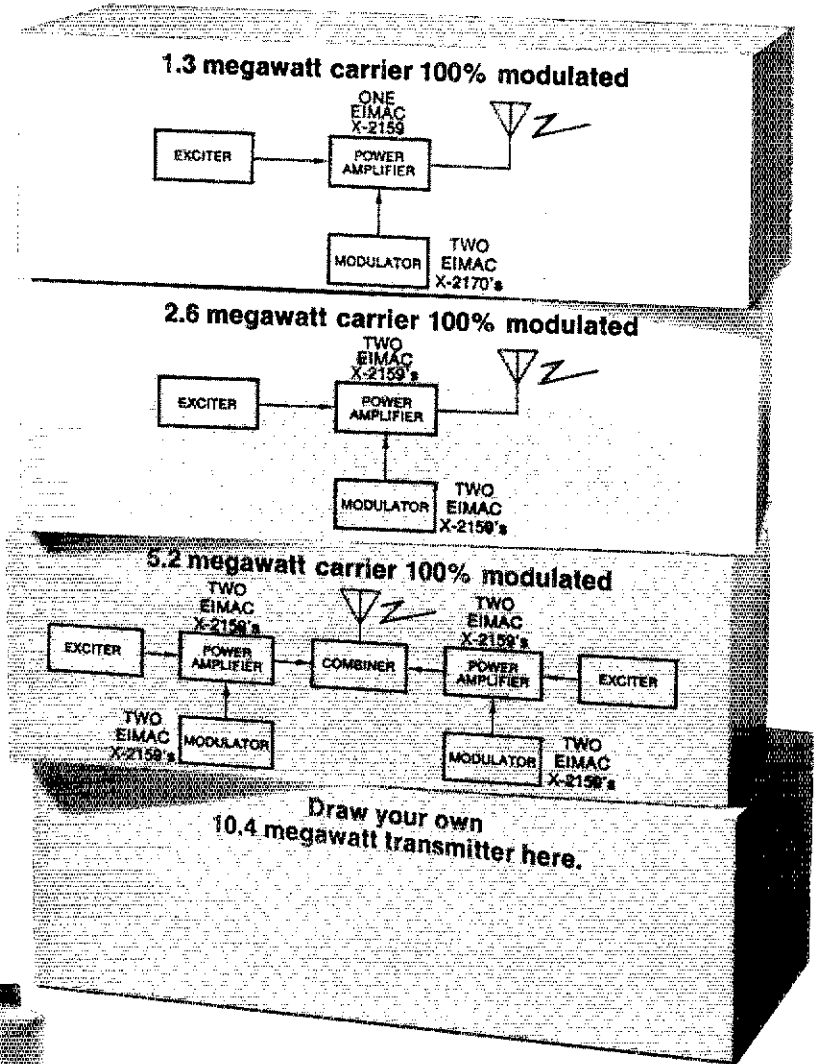 1.3 megawatt carrier 100% modulated
ONE
EIMAC
X-2159
EXCITER
POWER
AMPLIFIER
MODULATOR
TWO
EIMAC
X-2170's
2.6 megawatt carrier 100% modulated
TWO
EIMAC
X-2159's
EXCITER
POWER
AMPLIFIER
MODULATOR
TWO
EIMAC
X-2159's
5.2 megawatt carrier 100% modulated
TWO
EIMAC
X-2159's
TWO
EIMAC
X-2159's
EXCITER
POWER
AMPLIFIER
COMBINER
POWER
AMPLIFIER
EXCITER
TWO
EIMAC
X-2159's
MODULATOR
MODULATOR
TWO
EIMAC
X-2159's
Draw your own
10.4 megawatt transmitter here.